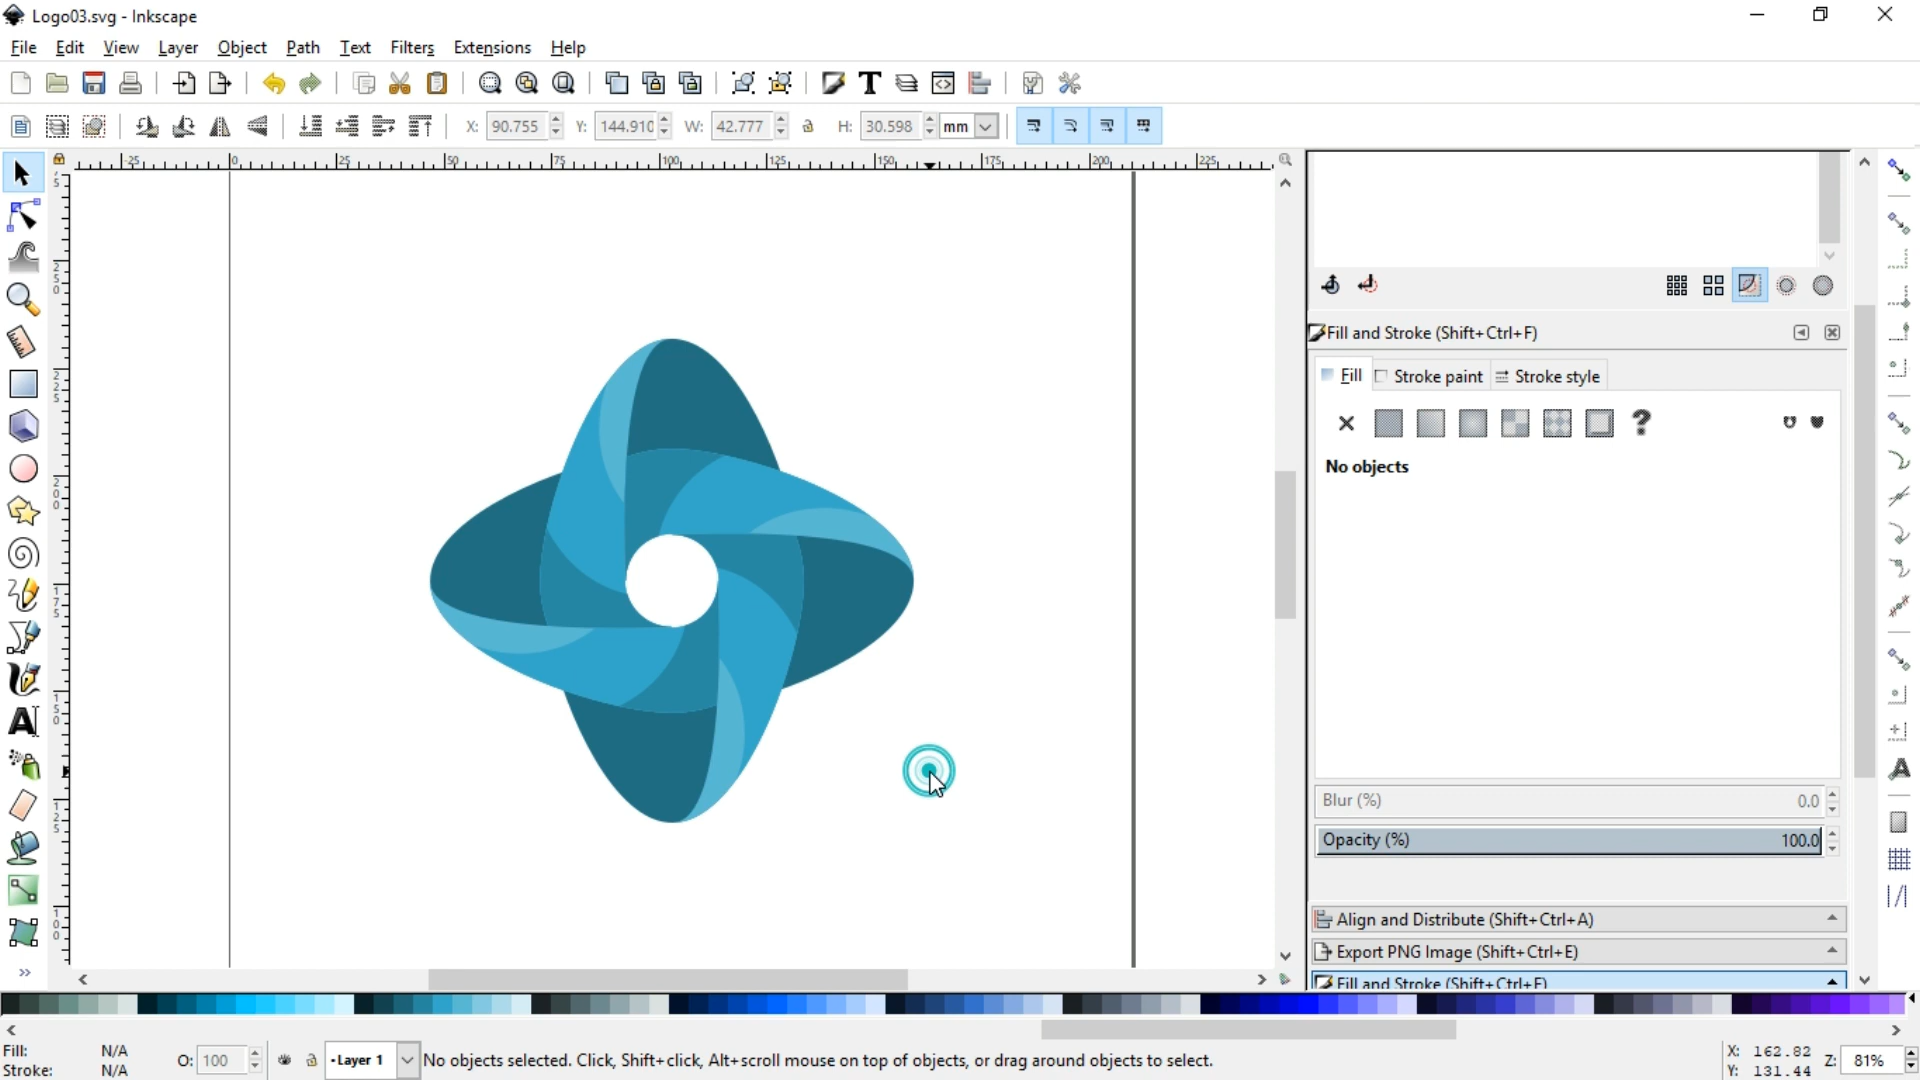 Logo03.svg - Inkscape
File Edit View Layer Object Path Text Filters Extensions Help
X: 90.755 Y: 144.910 W: 42.777 H: 30.598 mm
Fill and Stroke (Shift+Ctrl+F)
Fill Stroke paint Stroke style
No objects
Blur (%) 0.0
Opacity (%) 100.0
Align and Distribute (Shift+Ctrl+A)
Export PNG Image (Shift+Ctrl+E)
Fill and Stroke (Shift+Ctrl+F)
Fill: N/A O: 100 Layer 1 No objects selected. Click, Shift+click, Alt+scroll mouse on top of objects, or drag around objects to select. X: 162.82 Z: 81%
Stroke: N/A Y: 131.44